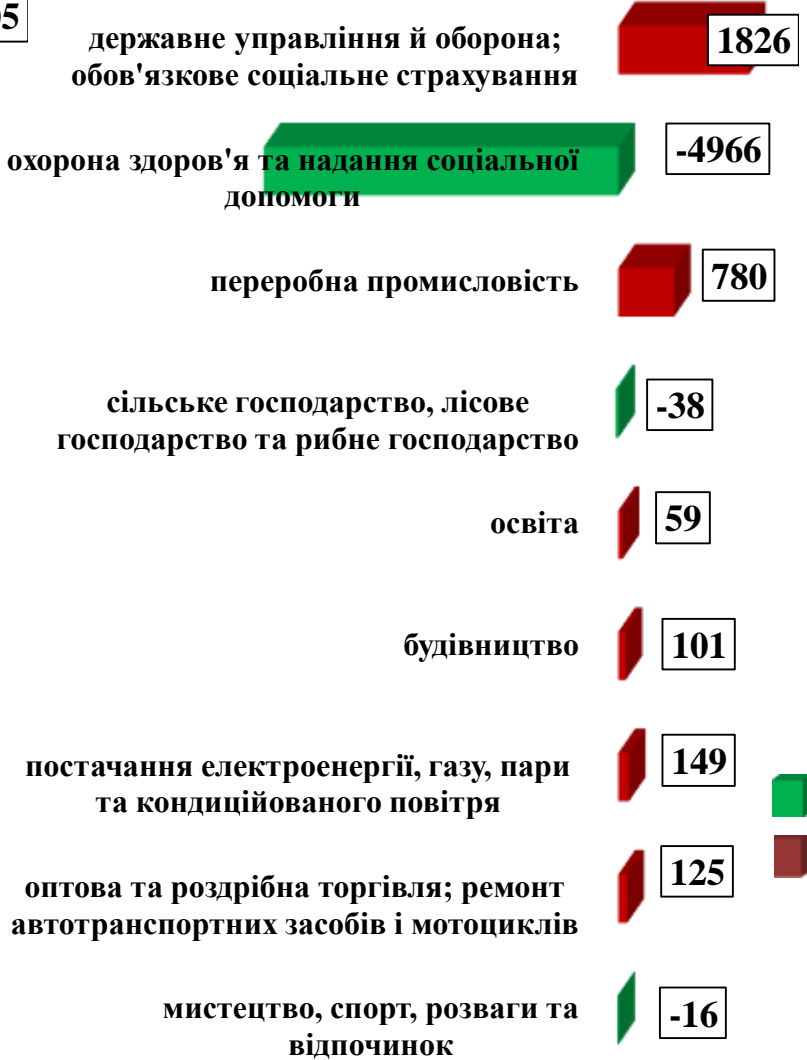 державне управління й оборона;
обов'язкове соціальне страхування
1826
охорона здоров'я та надання соціальної
допомоги
-4966
переробна промисловість
780
сільське господарство, лісове
господарство та рибне господарство
-38
освіта
59
будівництво
101
постачання електроенергії, газу, пари
та кондиційованого повітря
149
оптова та роздрібна торгівля; ремонт
автотранспортних засобів і мотоциклів
125
мистецтво, спорт, розваги та
відпочинок
-16